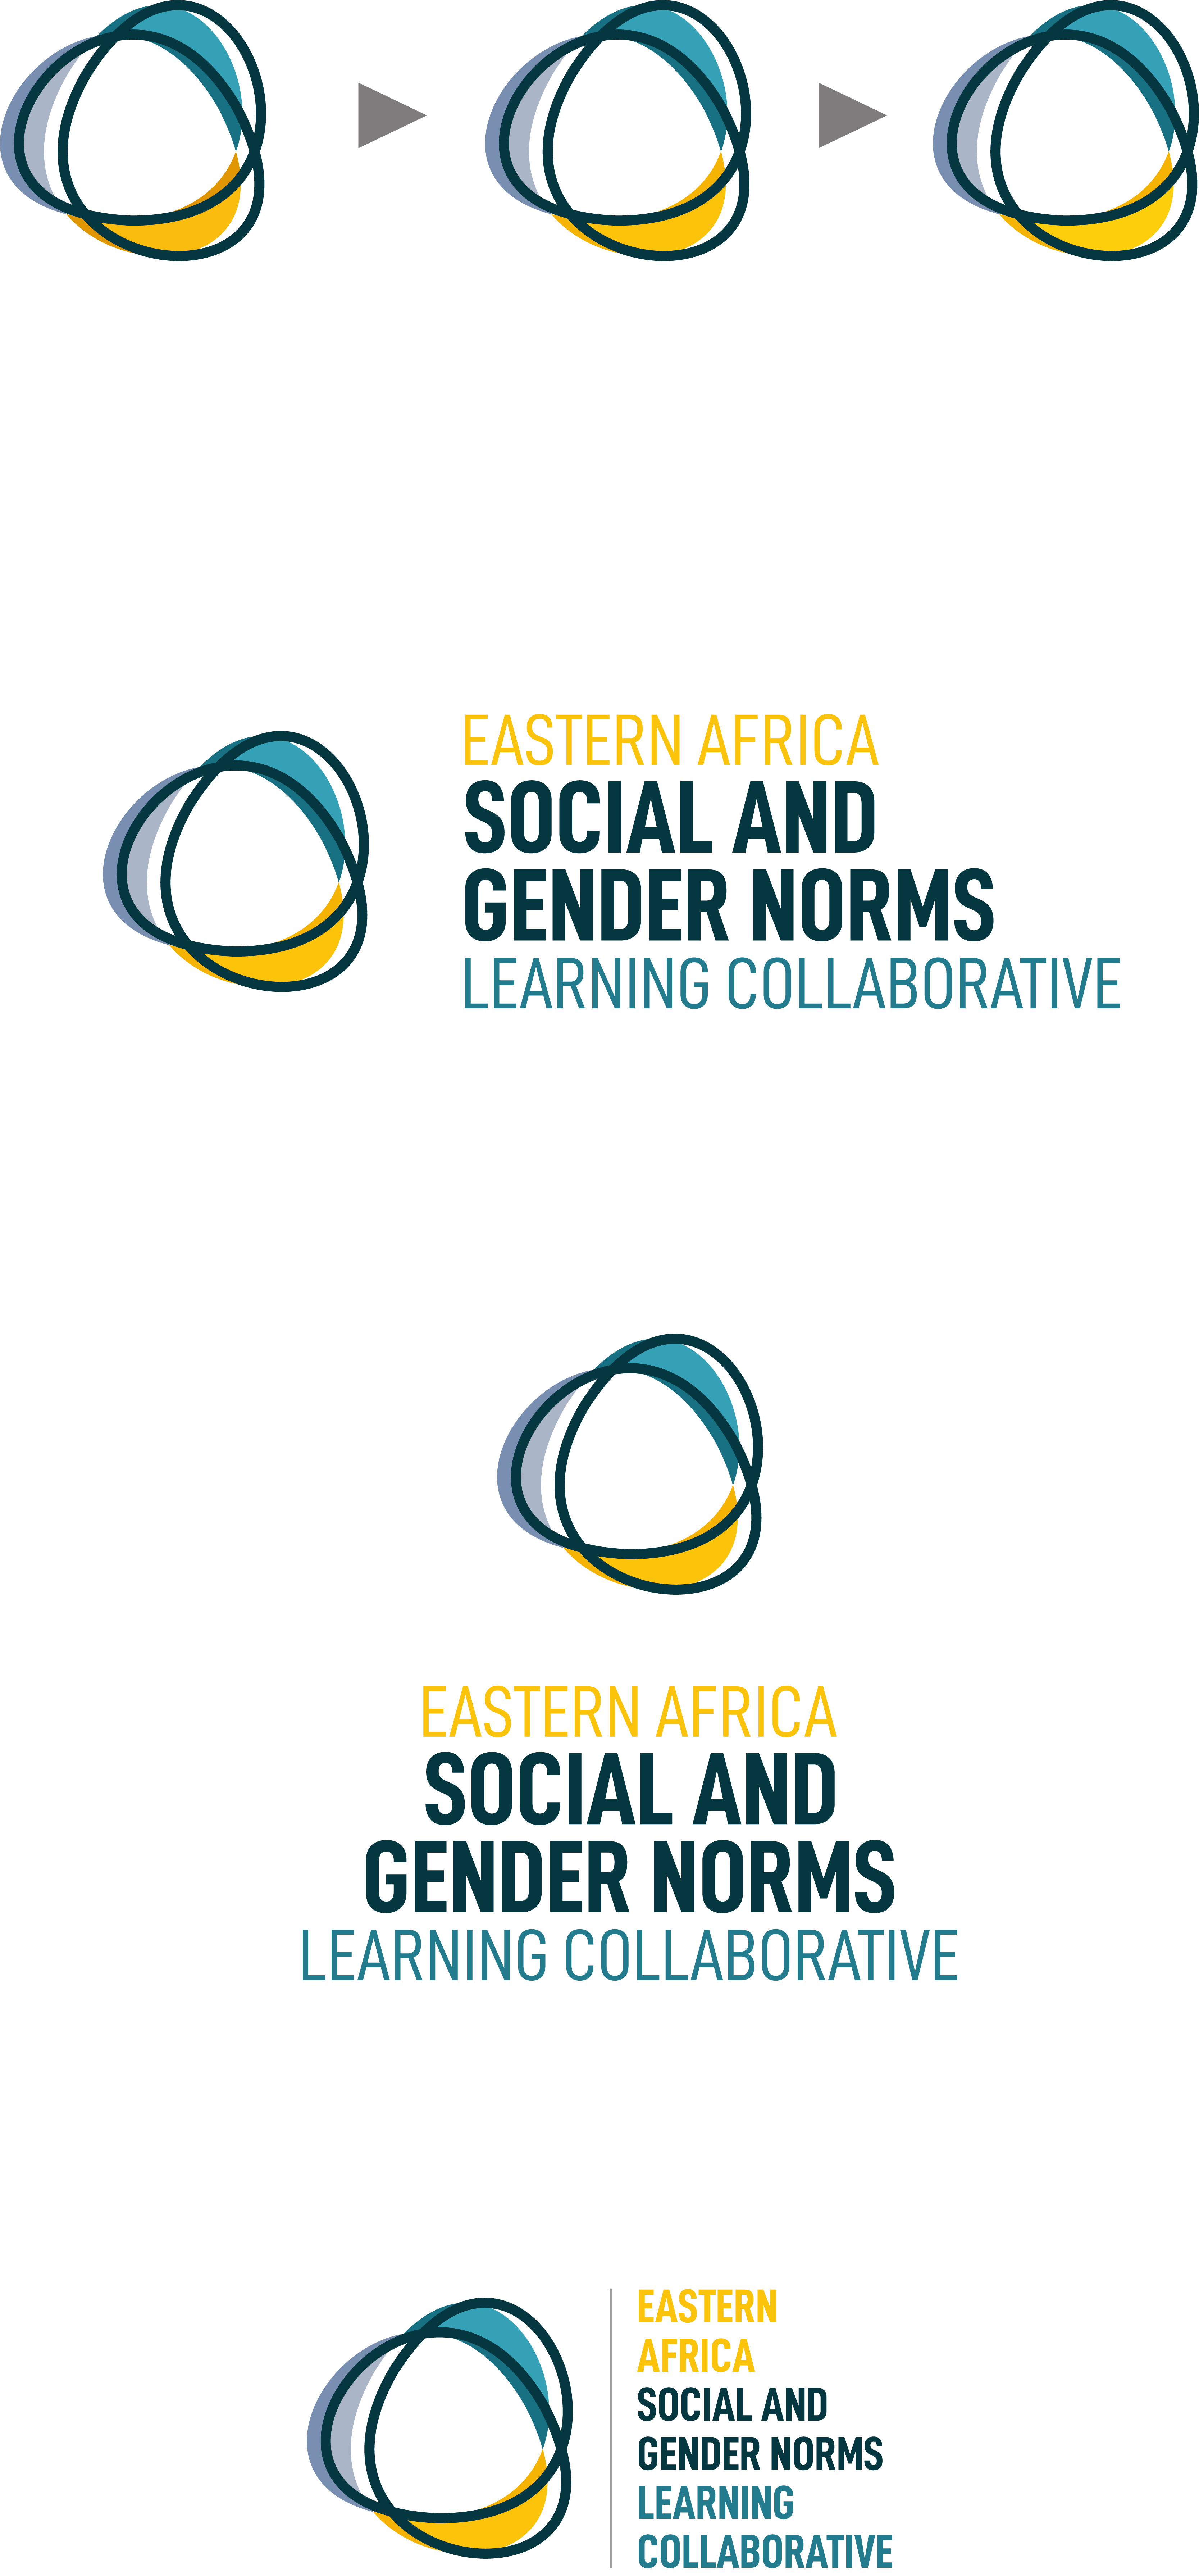 EASTERN AFRICA
SOCIAL AND
GENDER NORMS
LEARNING COLLABORATIVE
EASTERN AFRICA
SOCIAL AND
GENDER NORMS
LEARNING COLLABORATIVE
EASTERN
AFRICA
SOCIAL AND
GENDER NORMS
LEARNING
COLLABORATIVE